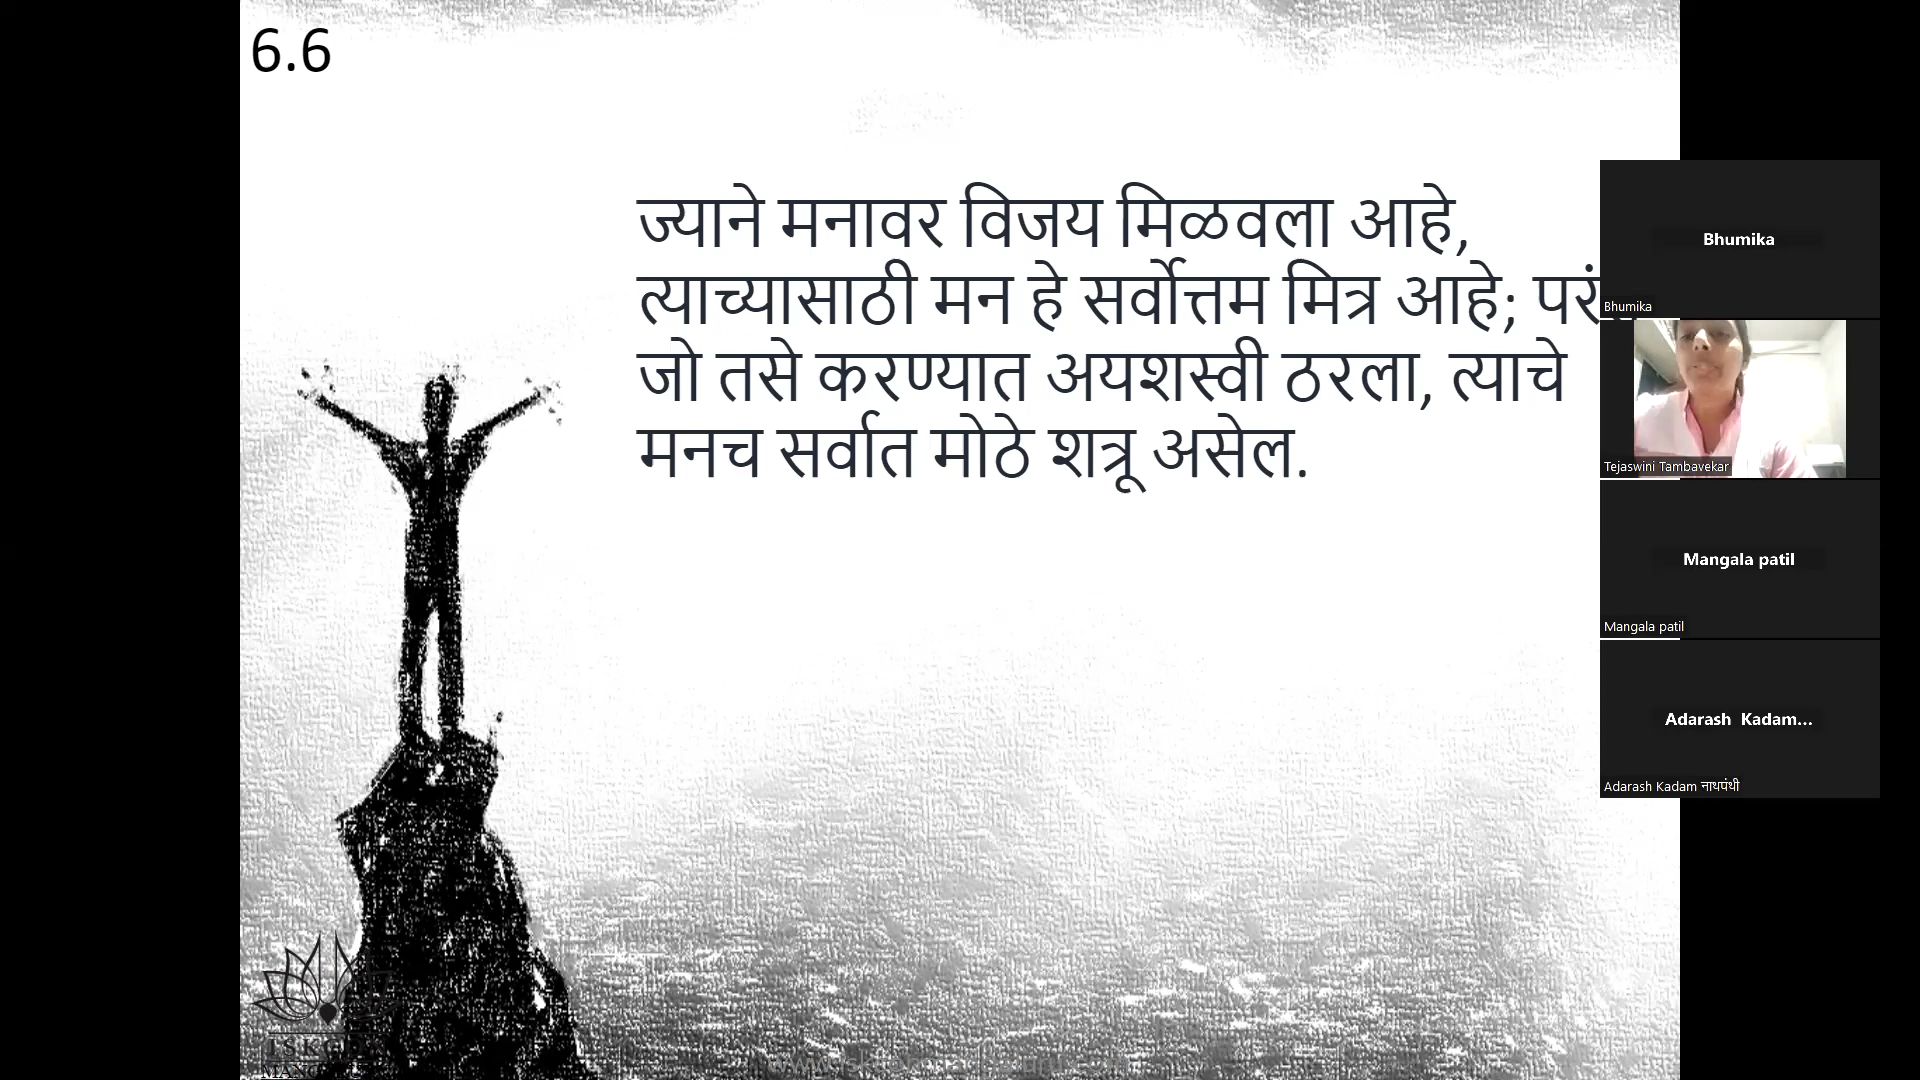 6.6
ज्याने मनावर विजय मिळवला आहे,
त्याच्यासाठी मन हे सर्वोत्तम मित्र आहे;
जो तसे करण्यात अयशस्वी ठरला, त्याचे
मनच सर्वात मोठे शत्रू असेल.
Bhumika
Bhumika
Tejaswini Tambavekar
Mangala patil
Mangala patil
Adarash Kadam...
Adarash Kadam नाथपंथी